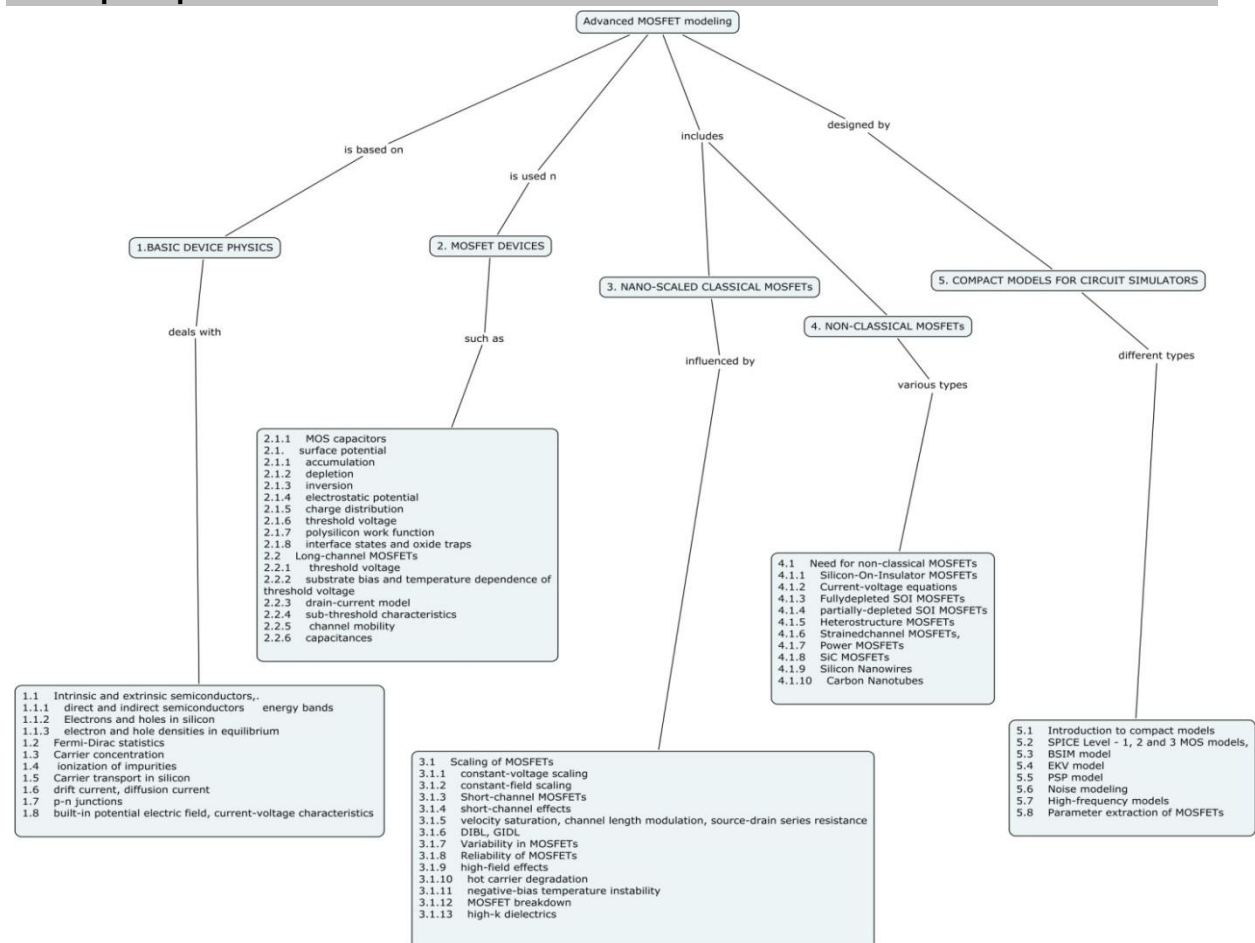 Advanced MOSFET modeling
is based on
is used n
includes
designed by
1.BASIC DEVICE PHYSICS
2. MOSFET DEVICES
3. NANO-SCALED CLASSICAL MOSFETs
4. NON-CLASSICAL MOSFETs
5. COMPACT MODELS FOR CIRCUIT SIMULATORS
deals with
such as
influenced by
various types
different types
1.1 Intrinsic and extrinsic semiconductors,.
1.1.1 direct and indirect semiconductors energy bands
1.1.2 Electrons and holes in silicon
1.1.3 electron and hole densities in equilibrium
1.2 Fermi-Dirac statistics
1.3 Carrier concentration
1.4 ionization of impurities
1.5 Carrier transport in silicon
1.6 drift current, diffusion current
1.7 p-n junctions
1.8 built-in potential electric field, current-voltage characteristics
2.1.1 MOS capacitors
2.1. surface potential
2.1.1 accumulation
2.1.2 depletion
2.1.3 inversion
2.1.4 electrostatic potential
2.1.5 charge distribution
2.1.6 threshold voltage
2.1.7 polysilicon work function
2.1.8 interface states and oxide traps
2.2 Long-channel MOSFETs
2.2.1 threshold voltage
2.2.2 substrate bias and temperature dependence of
threshold voltage
2.2.3 drain-current model
2.2.4 sub-threshold characteristics
2.2.5 channel mobility
2.2.6 capacitances
3.1 Scaling of MOSFETs
3.1.1 constant-voltage scaling
3.1.2 constant-field scaling
3.1.3 Short-channel MOSFETs
3.1.4 short-channel effects
3.1.5 velocity saturation, channel length modulation, source-drain series resistance
3.1.6 DIBL, GIDL
3.1.7 Variability in MOSFETs
3.1.8 Reliability of MOSFETs
3.1.9 high-field effects
3.1.10 hot carrier degradation
3.1.11 negative-bias temperature instability
3.1.12 MOSFET breakdown
3.1.13 high-k dielectrics
4.1 Need for non-classical MOSFETs
4.1.1 Silicon-On-Insulator MOSFETs
4.1.2 Current-voltage equations
4.1.3 Fullydepleted SOI MOSFETs
4.1.4 partially-depleted SOI MOSFETs
4.1.5 Heterostructure MOSFETs
4.1.6 Strainedchannel MOSFETs,
4.1.7 Power MOSFETs
4.1.8 SiC MOSFETs
4.1.9 Silicon Nanowires
4.1.10 Carbon Nanotubes
5.1 Introduction to compact models
5.2 SPICE Level - 1, 2 and 3 MOS models,
5.3 BSIM model
5.4 EKV model
5.5 PSP model
5.6 Noise modeling
5.7 High-frequency models
5.8 Parameter extraction of MOSFETs